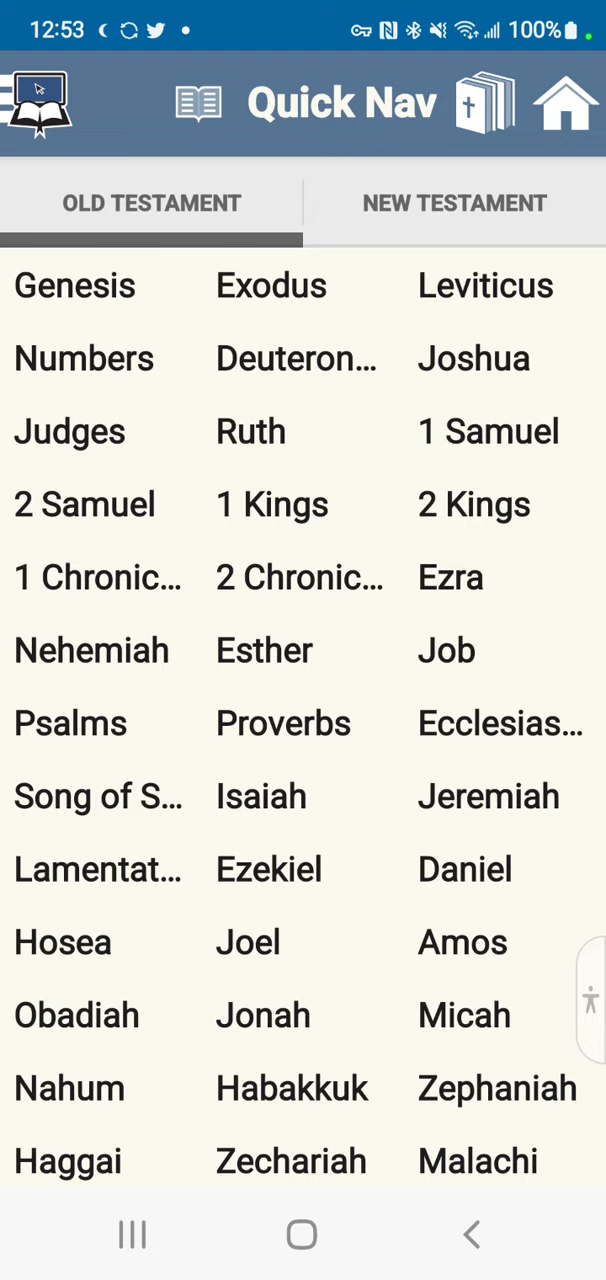 12:53 100%
Quick Nav
OLD TESTAMENT NEW TESTAMENT
Genesis Exodus Leviticus
Numbers Deuteron... Joshua
Judges Ruth 1 Samuel
2 Samuel 1 Kings 2 Kings
1 Chronic... 2 Chronic... Ezra
Nehemiah Esther Job
Psalms Proverbs Ecclesias...
Song of S... Isaiah Jeremiah
Lamentat... Ezekiel Daniel
Hosea Joel Amos
Obadiah Jonah Micah
Nahum Habakkuk Zephaniah
Haggai Zechariah Malachi